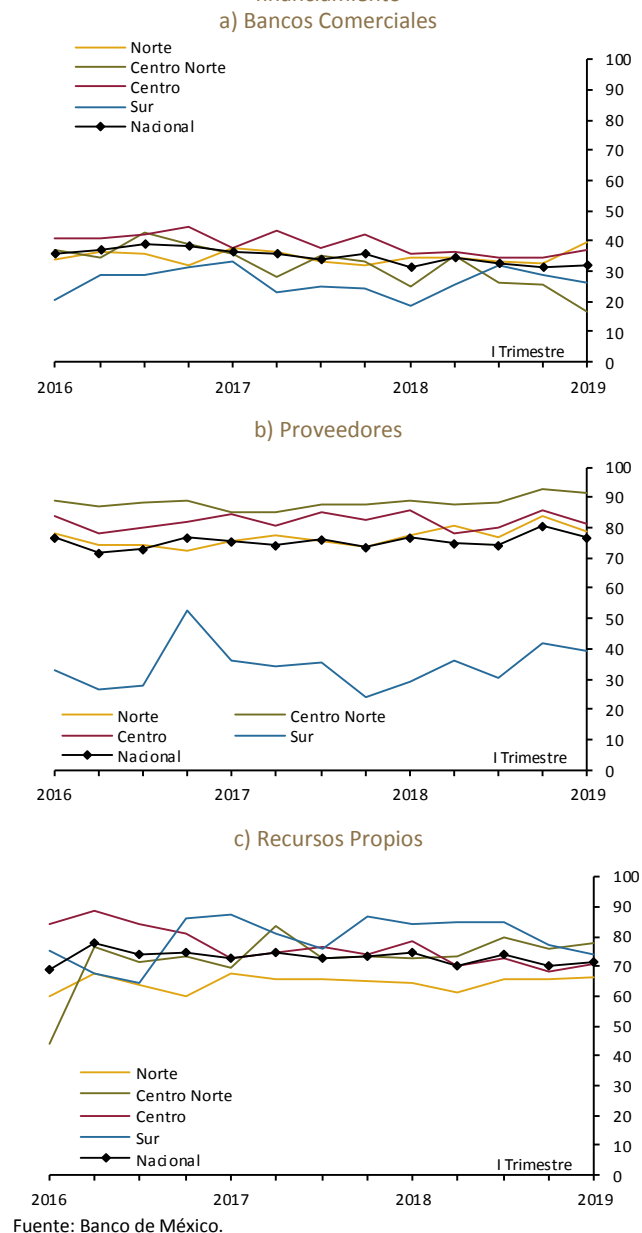 financiamiento
a) Bancos Comerciales
Norte
Centro Norte
Centro
Sur
Nacional
100
90
80
70
60
50
40
30
20
10
0
I Trimestre
2016 2017 2018 2019
b) Proveedores
100
90
80
70
60
50
40
30
20
10
0
Norte Centro Norte
Centro Sur
Nacional
I Trimestre
2016 2017 2018 2019
c) Recursos Propios
100
90
80
70
60
50
40
30
20
10
0
Norte
Centro Norte
Centro
Sur
Nacional
I Trimestre
2016 2017 2018 2019
Fuente: Banco de México.